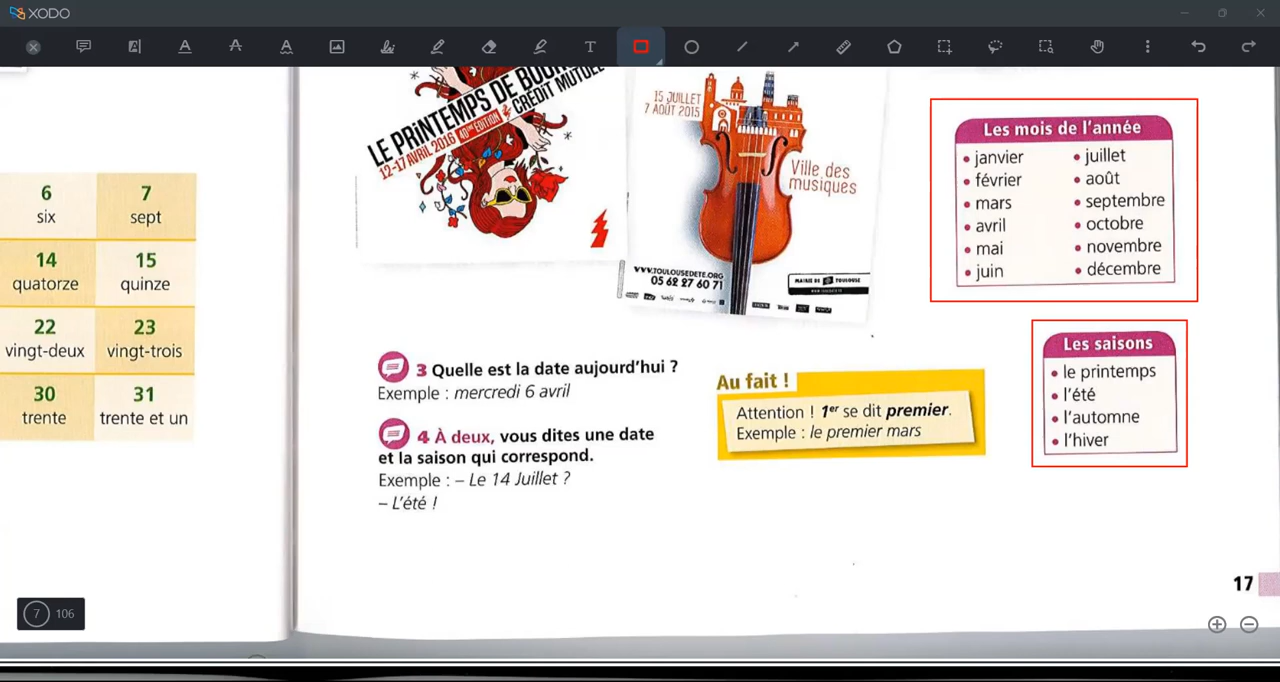 XODO
6
six
7
sept
14
quatorze
15
quinze
22
vingt-deux
23
vingt-trois
30
trente
31
trente et un
LE PRiNTEMPS DE
12-17 AVRIL 2016 40ÈME EDITION CRÉDIT MUTUEL
15 JUILLET
7 AOÛT 2015
Ville des
musiques
WWW.TOULOUSEDETE.ORG
05 62 27 60 71
MAIRIE DE TOULOUSE
Les mois de l'année
• janvier
• février
• mars
• avril
• mai
• juin
• juillet
• août
• septembre
• octobre
• novembre
• décembre
3 Quelle est la date aujourd'hui ?
Exemple : mercredi 6 avril
4 À deux, vous dites une date
et la saison qui correspond.
Exemple : – Le 14 Juillet ?
– L'été !
Au fait !
Attention ! 1er se dit premier.
Exemple : le premier mars
Les saisons
• le printemps
• l'été
• l'automne
• l'hiver
17
7 106